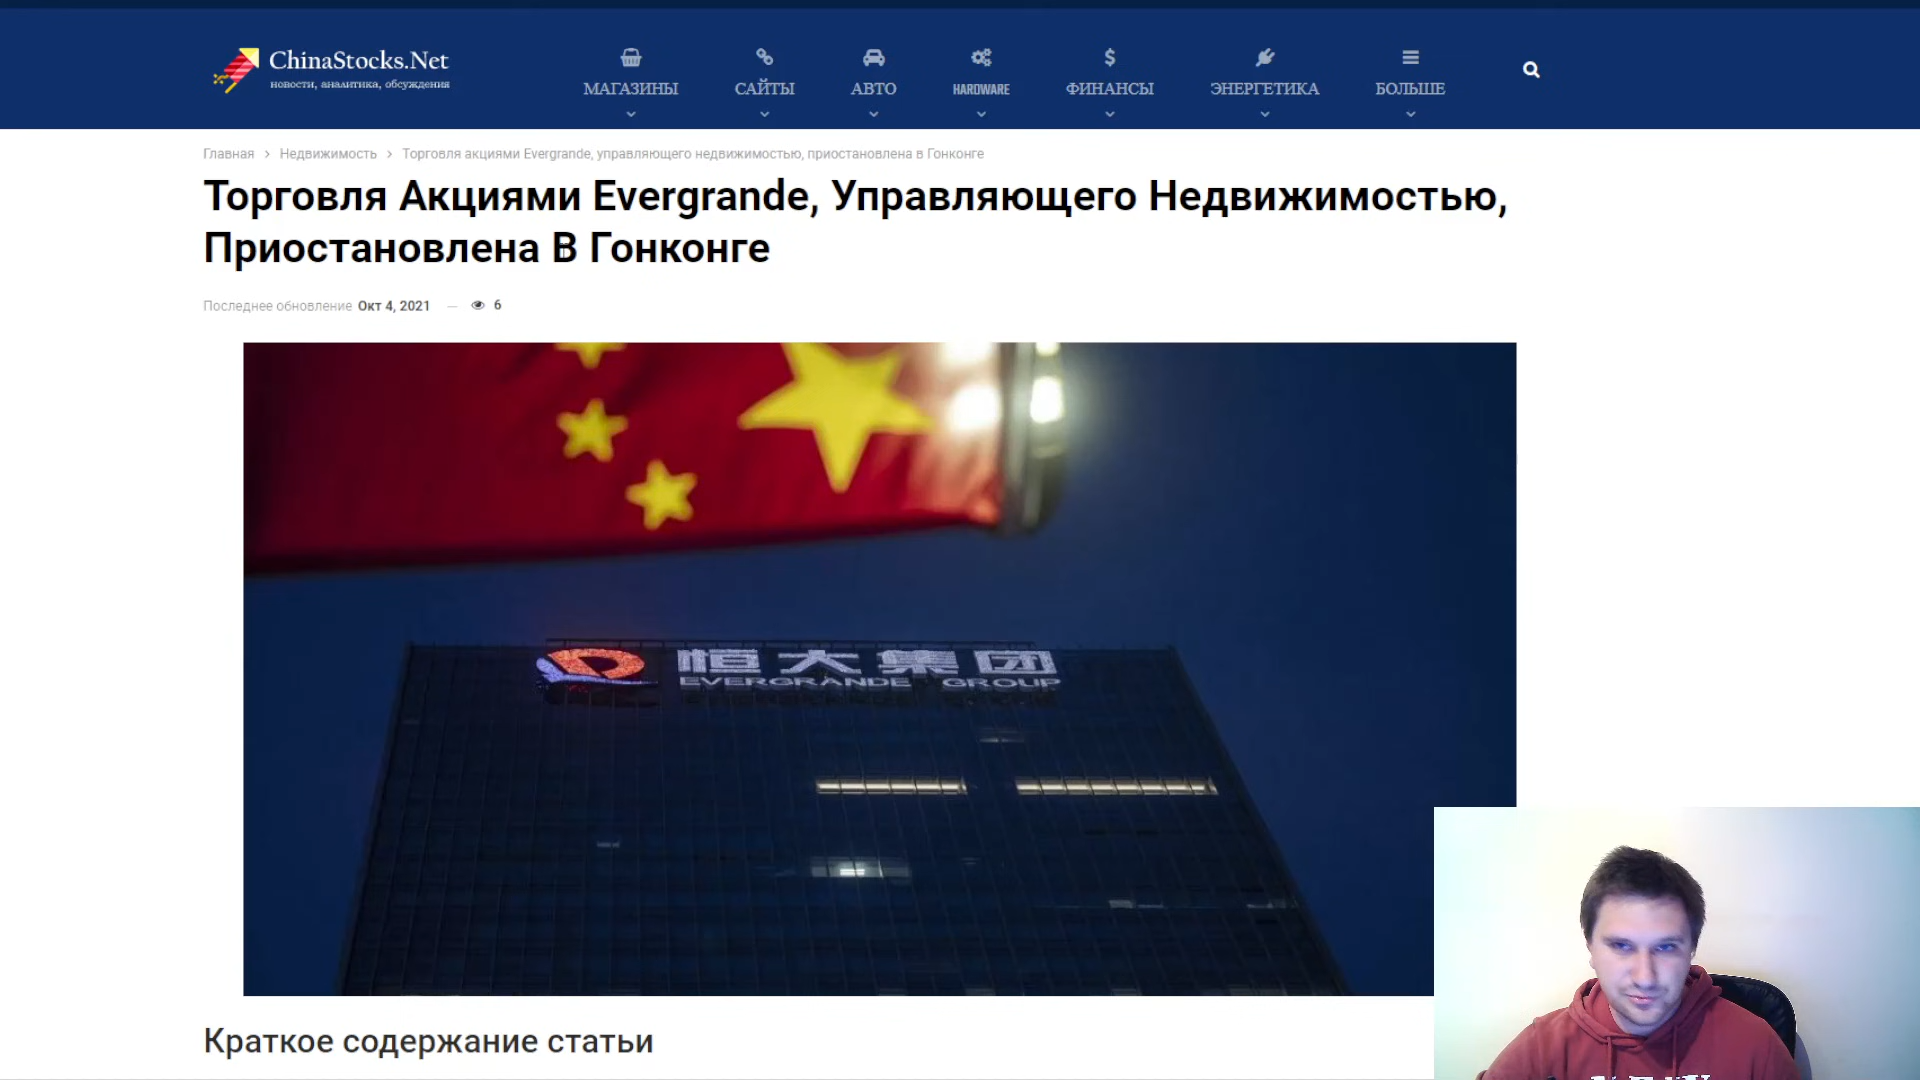 ChinaStocks.Net
новости, аналитика, обсуждения
МАГАЗИНЫ
САЙТЫ
АВТО
HARDWARE
ФИНАНСЫ
ЭНЕРГЕТИКА
БОЛЬШЕ
Главная > Недвижимость > Торговля акциями Evergrande, управляющего недвижимостью, приостановлена в Гонконге
Торговля Акциями Evergrande, Управляющего Недвижимостью,
Приостановлена В Гонконге
Последнее обновление Окт 4, 2021 — 6
恒大集团
EVERGRANDE GROUP
Краткое содержание статьи